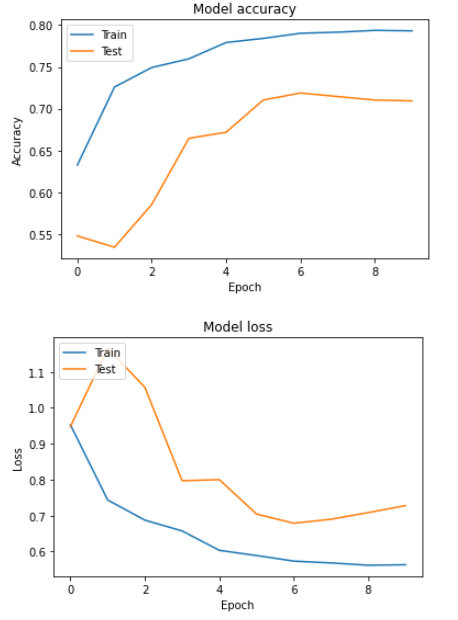 Model accuracy
0.80
Train
Test
0.75
0.70
0.65
0.60
0.55
Accuracy
0 2 4 6 8
Epoch
Model loss
Train
Test
1.1
1.0
0.9
0.8
0.7
0.6
Loss
0 2 4 6 8
Epoch